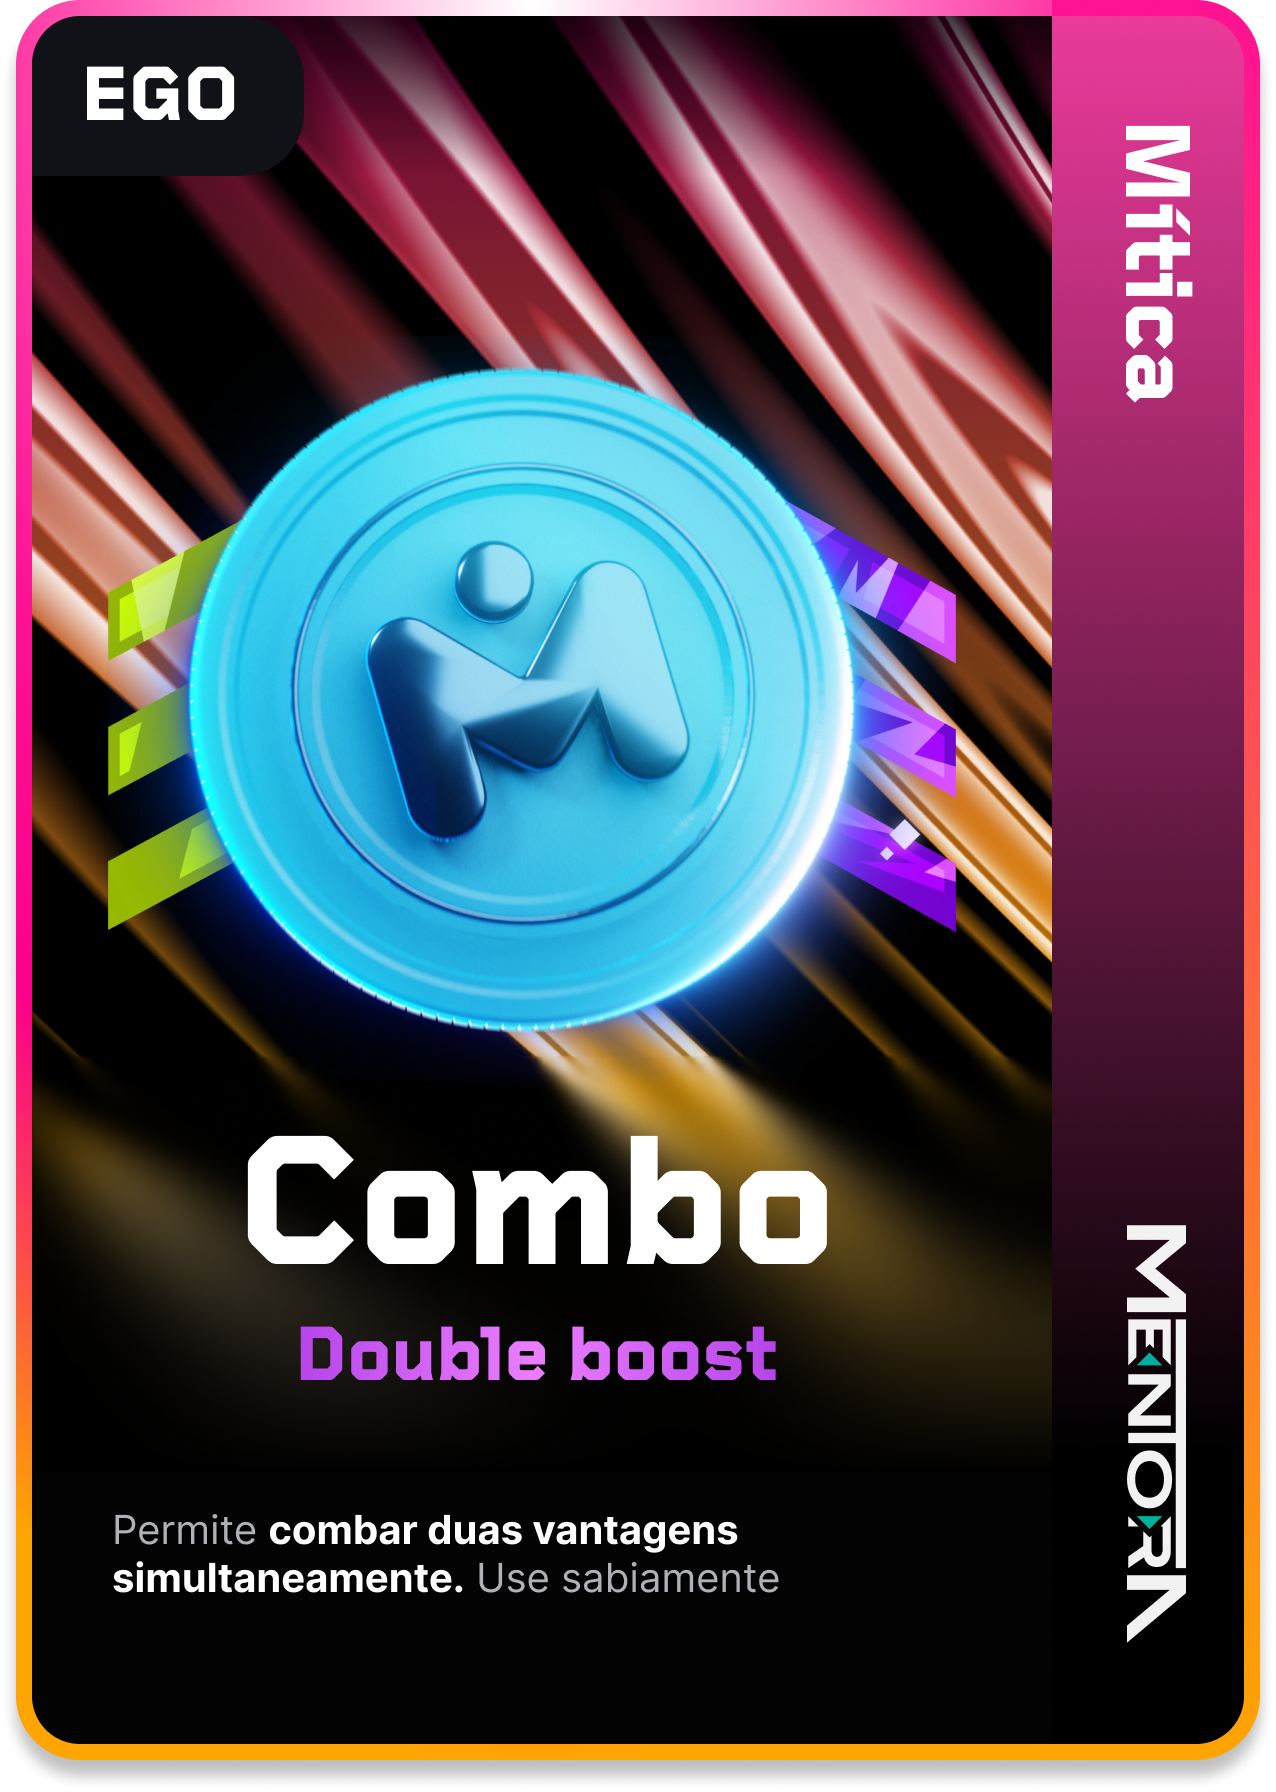 EGO
Mítica
Combo
Double boost
Permite combar duas vantagens
simultaneamente. Use sabiamente
MENTORA